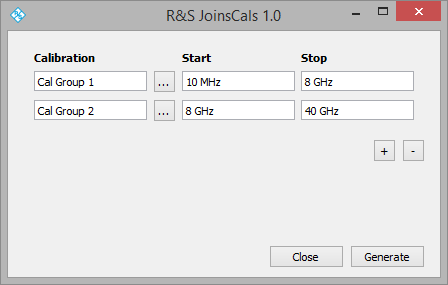 R&S JoinsCals 1.0
Calibration Start Stop
Cal Group 1 ... 10 MHz 8 GHz
Cal Group 2 ... 8 GHz 40 GHz
+ -
Close Generate